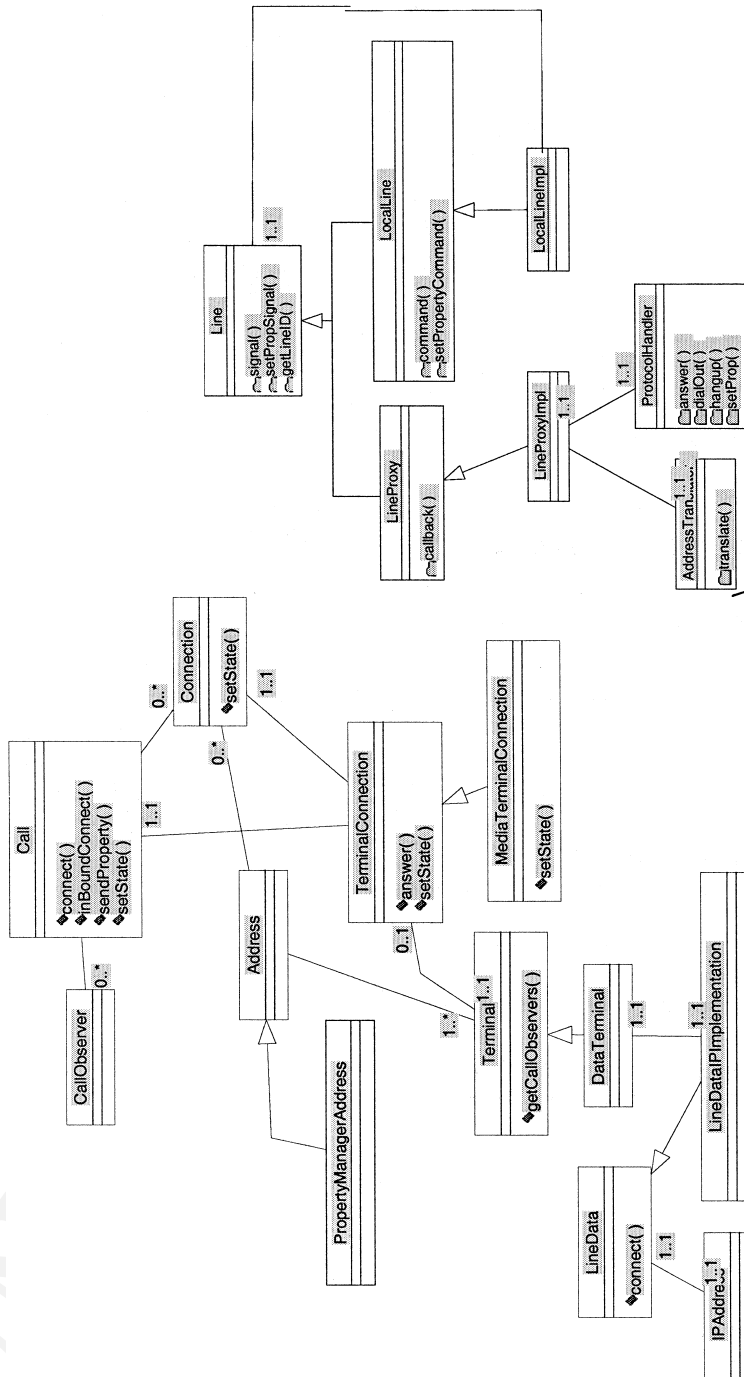 Call
connect()
inBoundConnect()
sendProperty()
setState()
CallObserver
0..*
1..1
0..*
Connection
setState()
0..*
1..1
Address
PropertyManagerAddress
TerminalConnection
answer()
setState()
0..1
1..*
1..1
Terminal
getCallObservers()
MediaTerminalConnection
setState()
DataTerminal
1..1
1..1
LineDataIPImplementation
LineData
connect()
1..1
1..1
Line
signal()
setPropSignal()
getLineID()
1..1
LineProxy
callback()
LocalLine
command()
setPropertyCommand()
LineProxyImpl
1..1
LocalLineImpl
1..1
1..1
translate()
ProtocolHandler
answer()
dialOut()
hangup()
setProp()